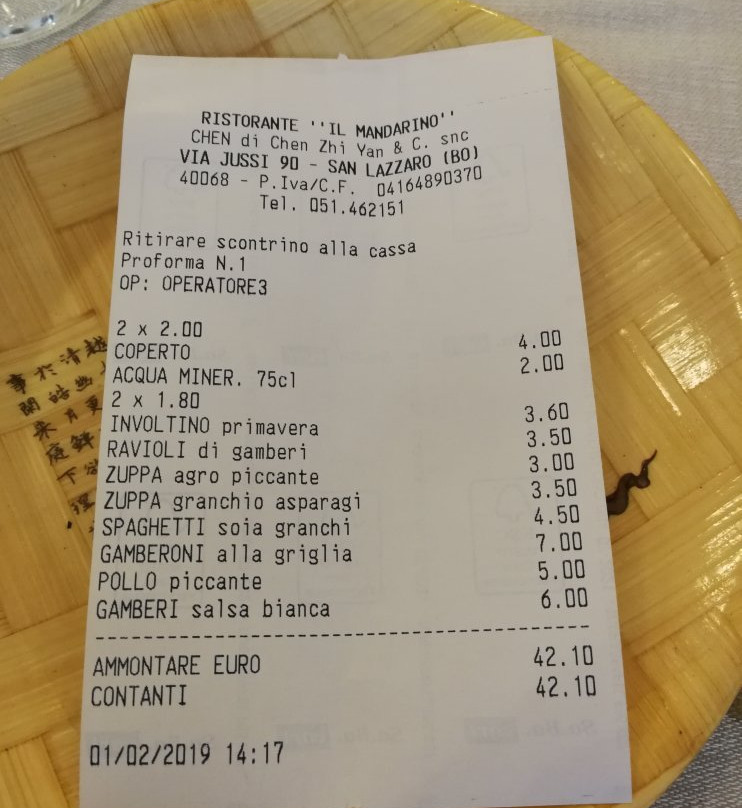 RISTORANTE ''IL MANDARINO''
CHEN di Chen Zhi Yan & C. snc
VIA JUSSI 90 - SAN LAZZARO (BO)
40068 - P.Iva/C.F. 04164890370
Tel. 051.462151
Ritirare scontrino alla cassa
Proforma N.1
OP: OPERATORE3
2 x 2.00
COPERTO 4.00
ACQUA MINER. 75cl 2.00
2 x 1.80
INVOLTINO primavera 3.60
RAVIOLI di gamberi 3.50
ZUPPA agro piccante 3.00
ZUPPA granchio asparagi 3.50
SPAGHETTI soia granchi 4.50
GAMBERONI alla griglia 7.00
POLLO piccante 5.00
GAMBERI salsa bianca 6.00
AMMONTARE EURO 42.10
CONTANTI 42.10
01/02/2019 14:17